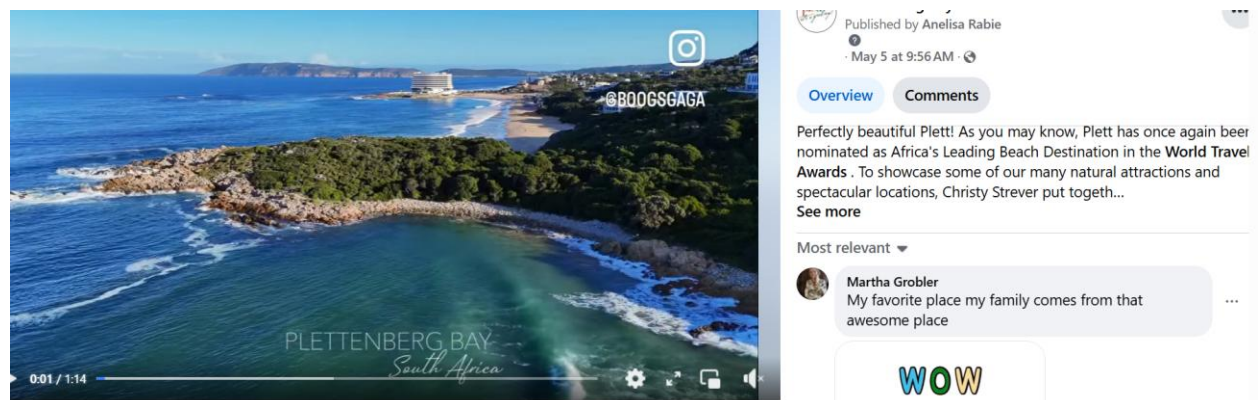 @BOOGSGAGA
PLETTENBERG BAY
South Africa
0:01 / 1:14
Published by Anelisa Rabie
· May 5 at 9:56 AM ·
Overview
Comments
Perfectly beautiful Plett! As you may know, Plett has once again been
nominated as Africa's Leading Beach Destination in the World Travel
Awards . To showcase some of our many natural attractions and
spectacular locations, Christy Strever put togeth...
See more
Most relevant
Martha Grobler
My favorite place my family comes from that
awesome place
WOW